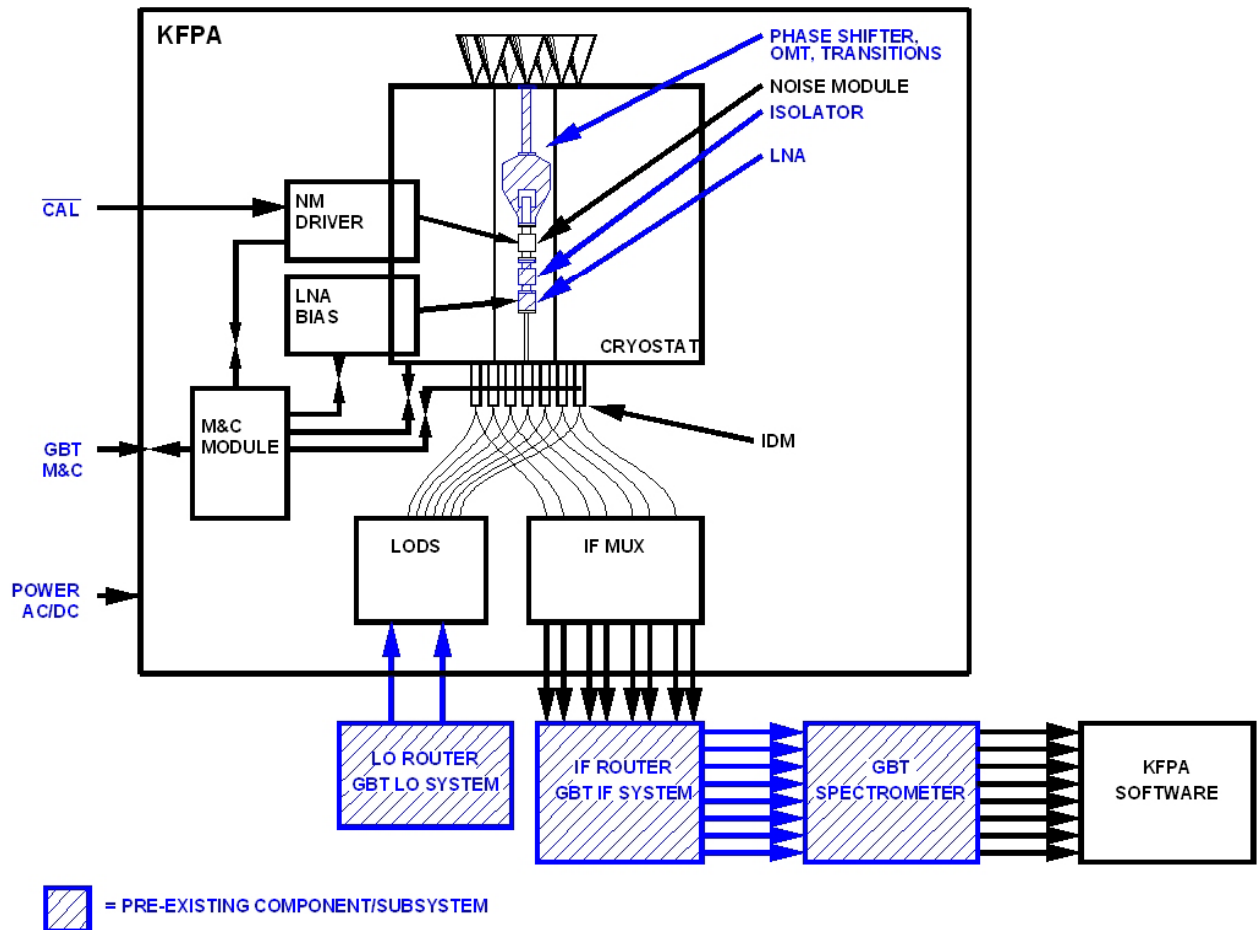 KFPA
PHASE SHIFTER,
OMT, TRANSITIONS
NOISE MODULE
ISOLATOR
LNA
CAL
NM
DRIVER
LNA
BIAS
CRYOSTAT
M&C
MODULE
GBT
M&C
IDM
LODS
IF MUX
POWER
AC/DC
LO ROUTER
GBT LO SYSTEM
IF ROUTER
GBT IF SYSTEM
GBT
SPECTROMETER
KFPA
SOFTWARE
= PRE-EXISTING COMPONENT/SUBSYSTEM